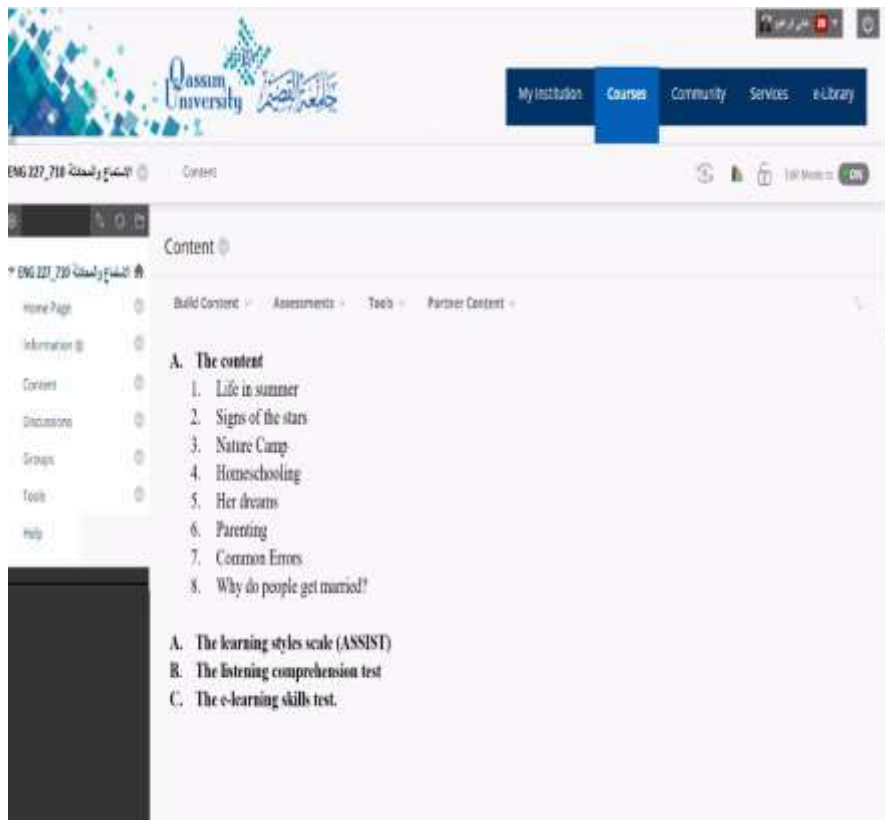 Qassum
University جامعة القصيم
My Institution Courses Community Services e-Library
ENG 227_710 الاستماع والمحادثة
Content
Edit Mode is: ON
ENG 227_710 الاستماع والمحادثة
Content
Home Page
Information
Content
Discussions
Groups
Tools
Help
Build Content Assessments Tools Partner Content
A. The content
1. Life in summer
2. Signs of the stars
3. Nature Camp
4. Homeschooling
5. Her dreams
6. Parenting
7. Common Errors
8. Why do people get married?
A. The learning styles scale (ASSIST)
B. The listening comprehension test
C. The e-learning skills test.